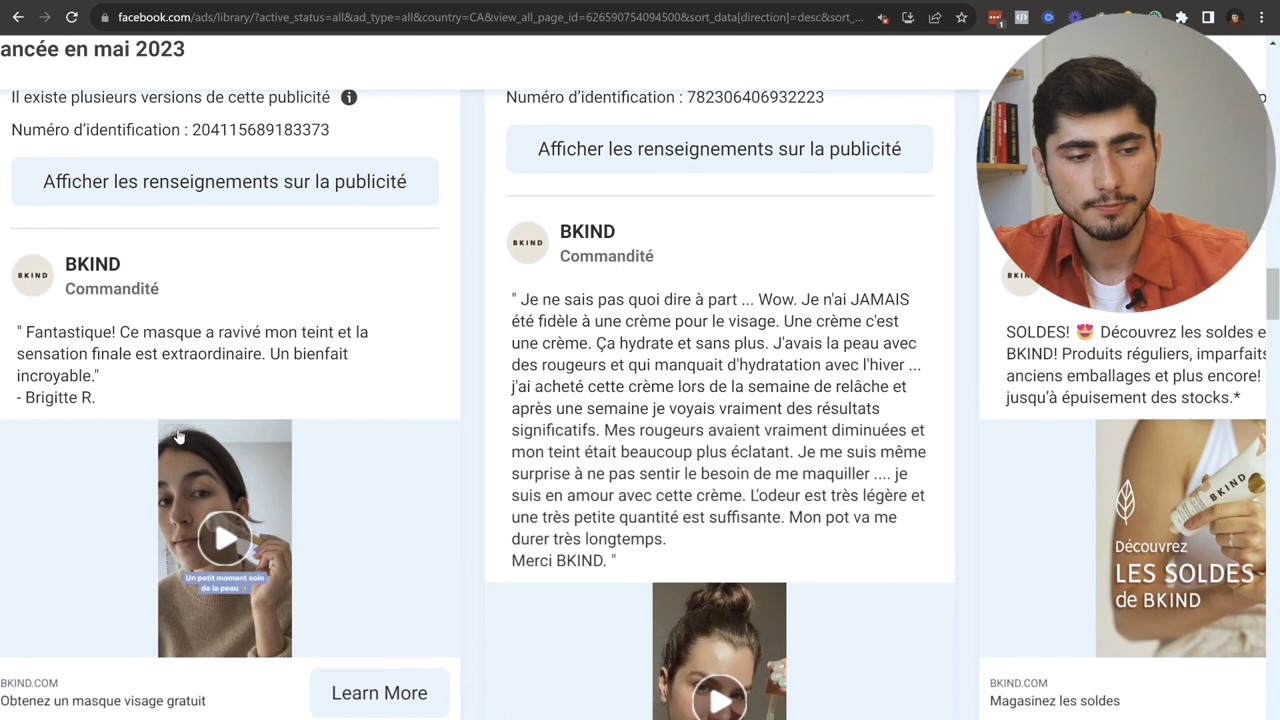 facebook.com/ads/library/?active_status=all&ad_type=all&country=CA&view_all_page_id=626590754094500&sort_data[direction]=desc&sort_...
ancée en mai 2023
Il existe plusieurs versions de cette publicité
Numéro d'identification : 204115689183373
Afficher les renseignements sur la publicité
BKIND
BKIND
Commandité
" Fantastique! Ce masque a ravivé mon teint et la
sensation finale est extraordinaire. Un bienfait
incroyable."
- Brigitte R.
Un petit moment soin
de la peau
BKIND.COM
Obtenez un masque visage gratuit
Learn More
Numéro d'identification : 782306406932223
Afficher les renseignements sur la publicité
BKIND
BKIND
Commandité
" Je ne sais pas quoi dire à part ... Wow. Je n'ai JAMAIS
été fidèle à une crème pour le visage. Une crème c'est
une crème. Ça hydrate et sans plus. J'avais la peau avec
des rougeurs et qui manquait d'hydratation avec l'hiver ...
j'ai acheté cette crème lors de la semaine de relâche et
après une semaine je voyais vraiment des résultats
significatifs. Mes rougeurs avaient vraiment diminuées et
mon teint était beaucoup plus éclatant. Je me suis même
surprise à ne pas sentir le besoin de me maquiller .... je
suis en amour avec cette crème. L'odeur est très légère et
une très petite quantité est suffisante. Mon pot va me
durer très longtemps.
Merci BKIND. "
BKIN
SOLDES! 😍 Découvrez les soldes e
BKIND! Produits réguliers, imparfaits
anciens emballages et plus encore!
jusqu'à épuisement des stocks.*
BKIND
Découvrez
LES SOLDES
de BKIND
BKIND.COM
Magasinez les soldes